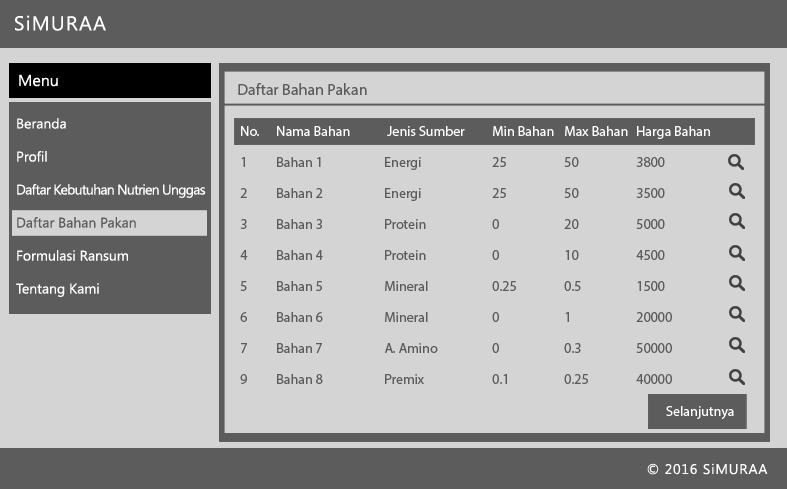 SiMURAA
Menu
Beranda
Profil
Daftar Kebutuhan Nutrien Unggas
Daftar Bahan Pakan
Formulasi Ransum
Tentang Kami
Daftar Bahan Pakan
No. Nama Bahan Jenis Sumber Min Bahan Max Bahan Harga Bahan
1 Bahan 1 Energi 25 50 3800
2 Bahan 2 Energi 25 50 3500
3 Bahan 3 Protein 0 20 5000
4 Bahan 4 Protein 0 10 4500
5 Bahan 5 Mineral 0.25 0.5 1500
6 Bahan 6 Mineral 0 1 20000
7 Bahan 7 A. Amino 0 0.3 50000
9 Bahan 8 Premix 0.1 0.25 40000
Selanjutnya
© 2016 SiMURAA